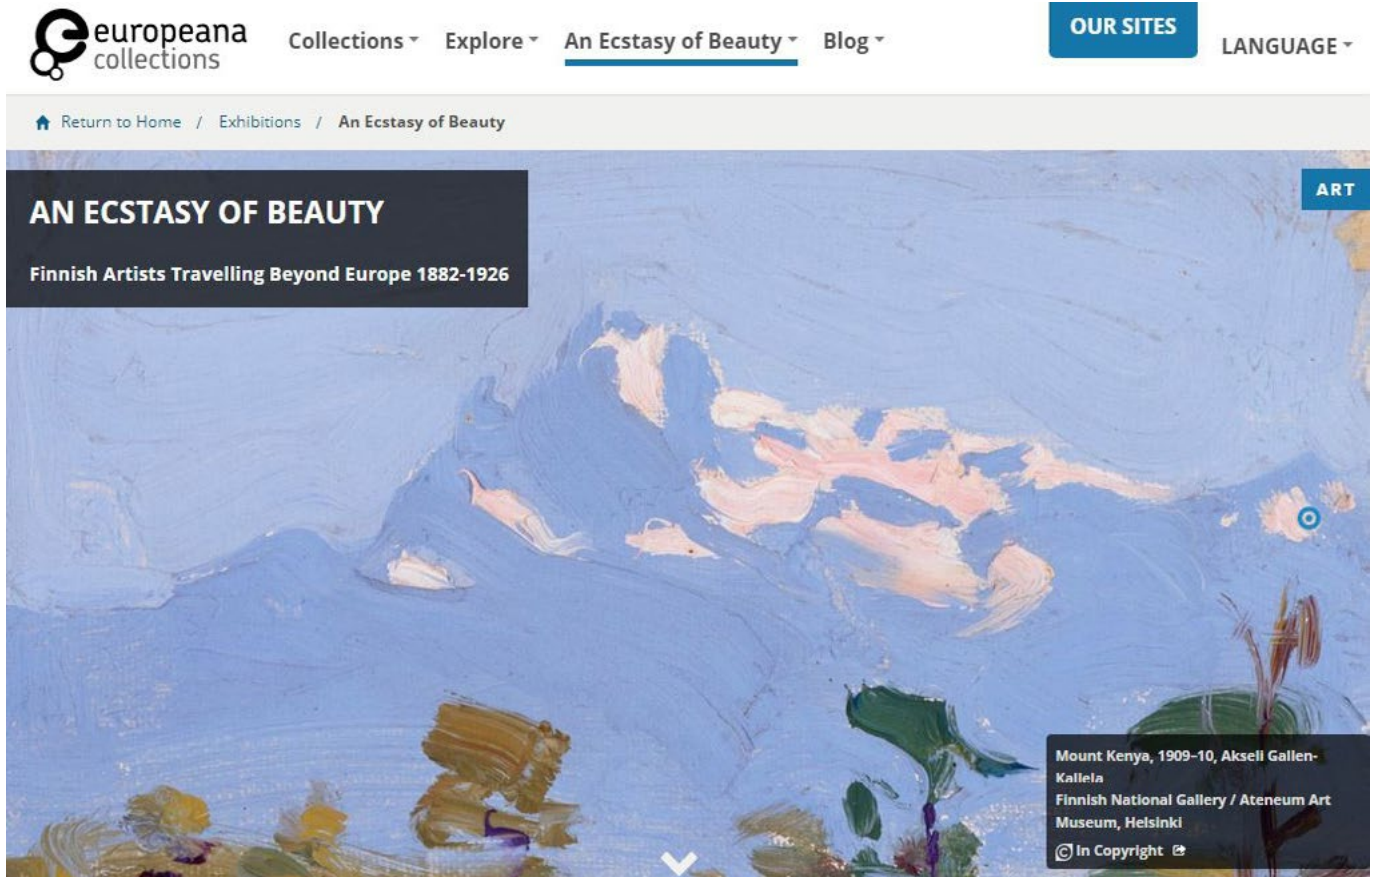 europeana
collections
Collections
Explore
An Ecstasy of Beauty
Blog
OUR SITES
LANGUAGE
Return to Home / Exhibitions / An Ecstasy of Beauty
AN ECSTASY OF BEAUTY
Finnish Artists Travelling Beyond Europe 1882-1926
ART
Mount Kenya, 1909–10, Akseli Gallen-
Kallela
Finnish National Gallery / Ateneum Art
Museum, Helsinki
© In Copyright